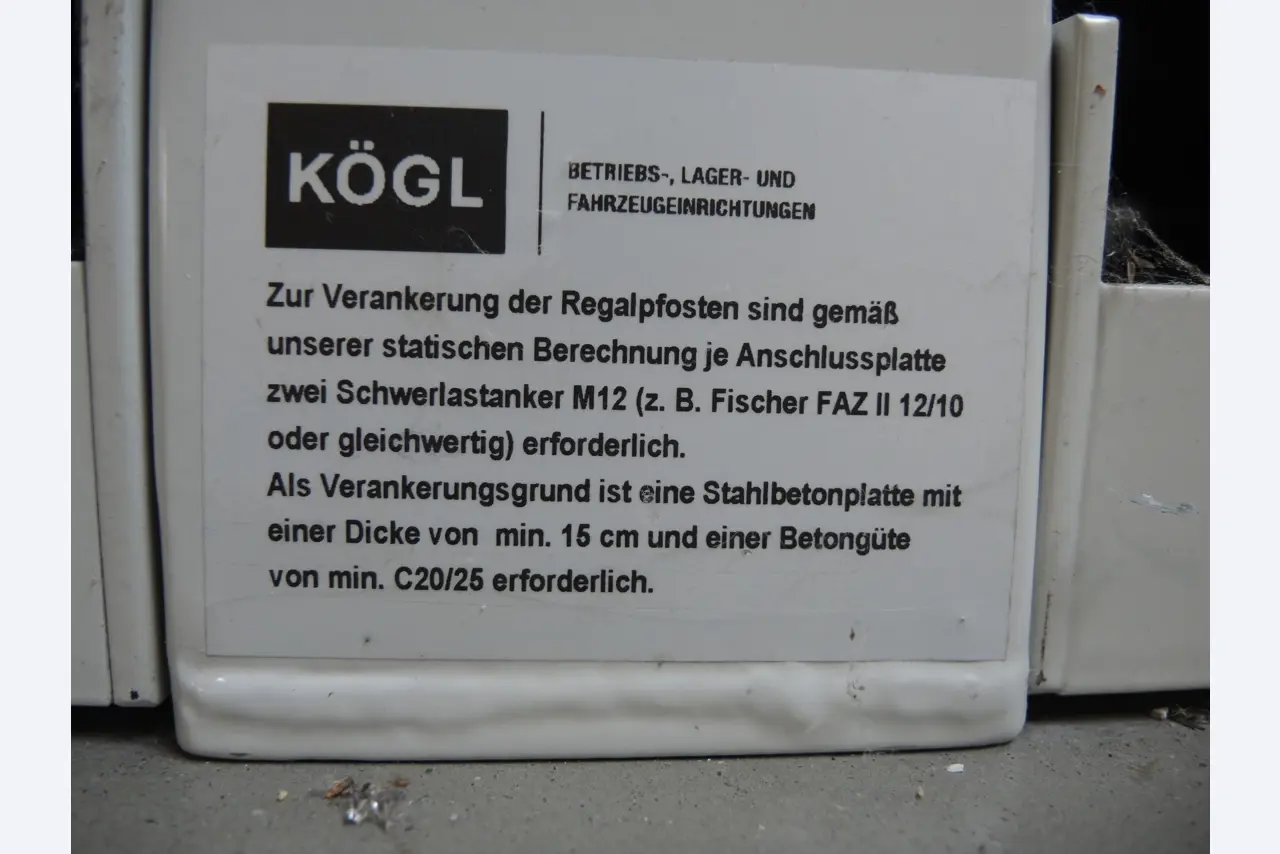 KÖGL
BETRIEBS-, LAGER- UND
FAHRZEUGEINRICHTUNGEN
Zur Verankerung der Regalpfosten sind gemäß
unserer statischen Berechnung je Anschlussplatte
zwei Schwerlastanker M12 (z. B. Fischer FAZ II 12/10
oder gleichwertig) erforderlich.
Als Verankerungsgrund ist eine Stahlbetonplatte mit
einer Dicke von min. 15 cm und einer Betongüte
von min. C20/25 erforderlich.